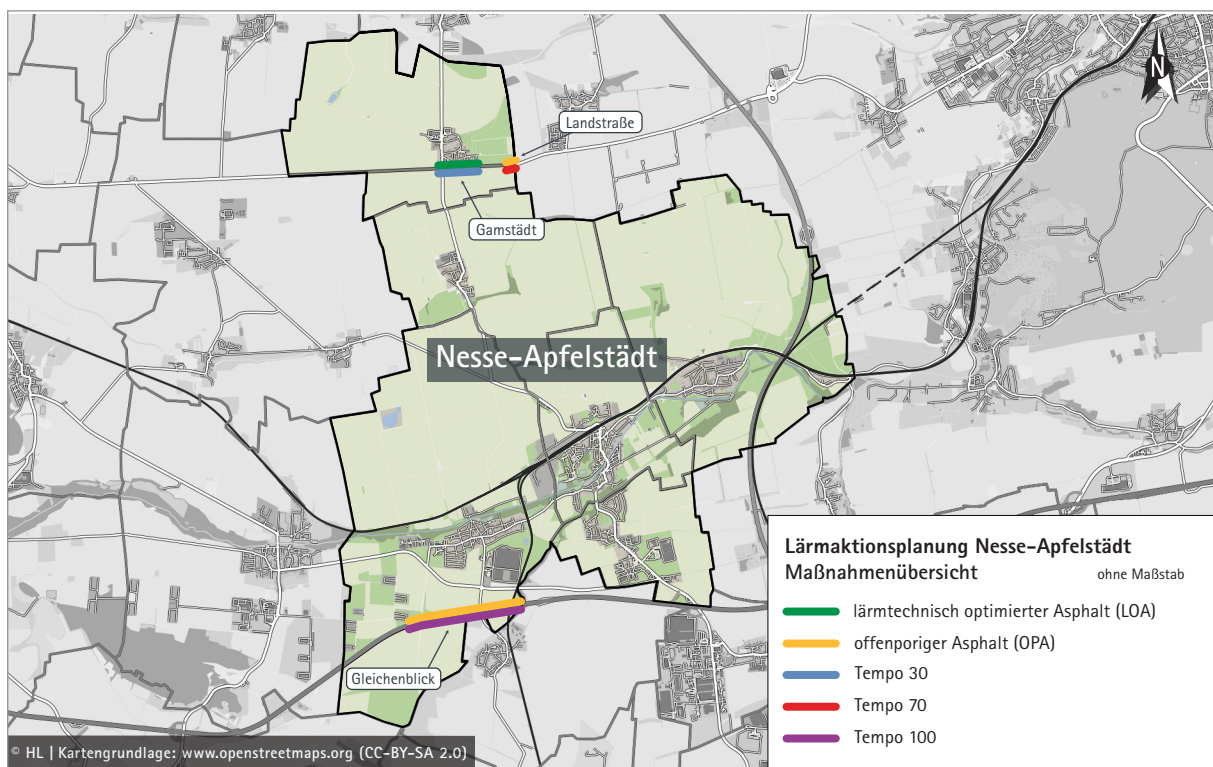 N
Landstraße
Gamstädt
Nesse-Apfelstädt
Gleichenblick
Lärmaktionsplanung Nesse-Apfelstädt
Maßnahmenübersicht ohne Maßstab
lärmtechnisch optimierter Asphalt (LOA)
offenporiger Asphalt (OPA)
Tempo 30
Tempo 70
Tempo 100
© HL | Kartengrundlage: www.openstreetmaps.org (CC-BY-SA 2.0)